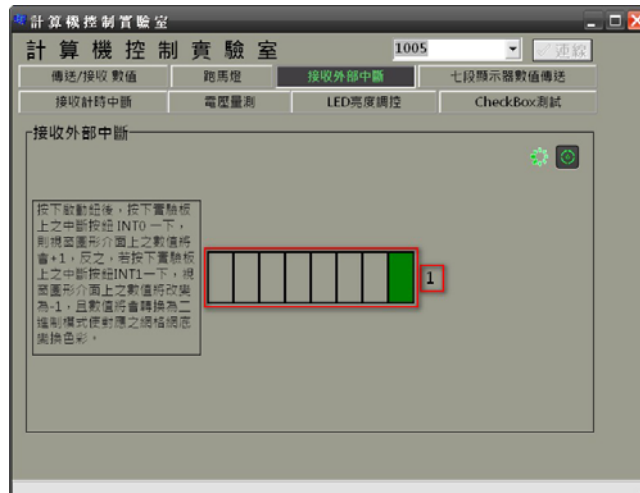 計算機控制實驗室
計算機控制實驗室
1005
連線
傳送/接收 數值
跑馬燈
接收外部中斷
七段顯示器數值傳送
接收計時中斷
電壓量測
LED亮度調控
CheckBox測試
接收外部中斷
按下啟動鈕後，按下實驗板
上之中斷按鈕 INT0 一下，
則視窗圖形介面上之數值將
會+1，反之，若按下實驗板
上之中斷按鈕INT1一下，視
窗圖形介面上之數值將改變
為-1，且數值將會轉換為二
進制模式使對應之網格網底
變換色彩。
1